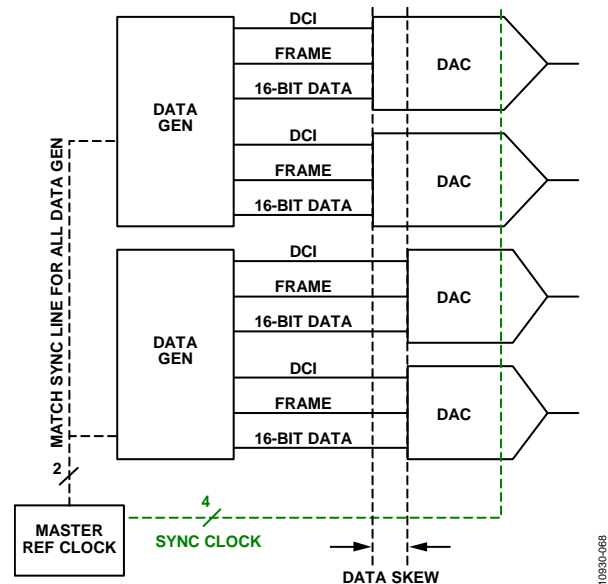 DCI
FRAME
16-BIT DATA
DATA
GEN
DAC
DCI
FRAME
16-BIT DATA
DAC
DCI
FRAME
16-BIT DATA
DATA
GEN
DAC
DCI
FRAME
16-BIT DATA
DAC
MATCH SYNC LINE FOR ALL DATA GEN
2
4
MASTER
REF CLOCK
SYNC CLOCK
DATA SKEW
10930-068